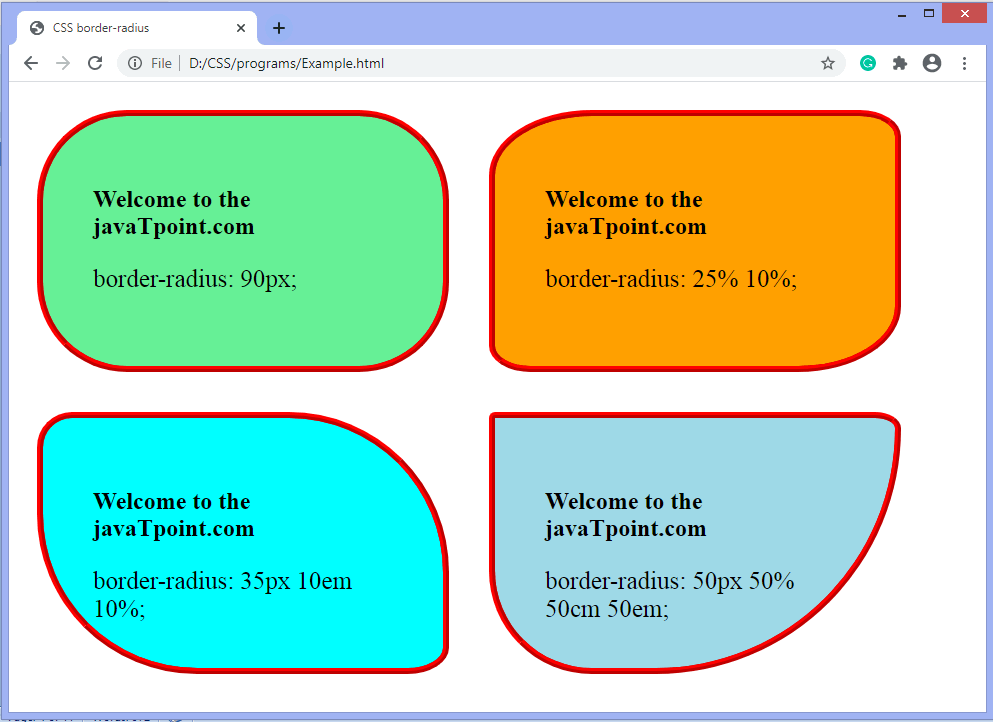 CSS border-radius
File D:/CSS/programs/Example.html
Welcome to the
javaTpoint.com
border-radius: 90px;
Welcome to the
javaTpoint.com
border-radius: 25% 10%;
Welcome to the
javaTpoint.com
border-radius: 35px 10em
10%;
Welcome to the
javaTpoint.com
border-radius: 50px 50%
50cm 50em;